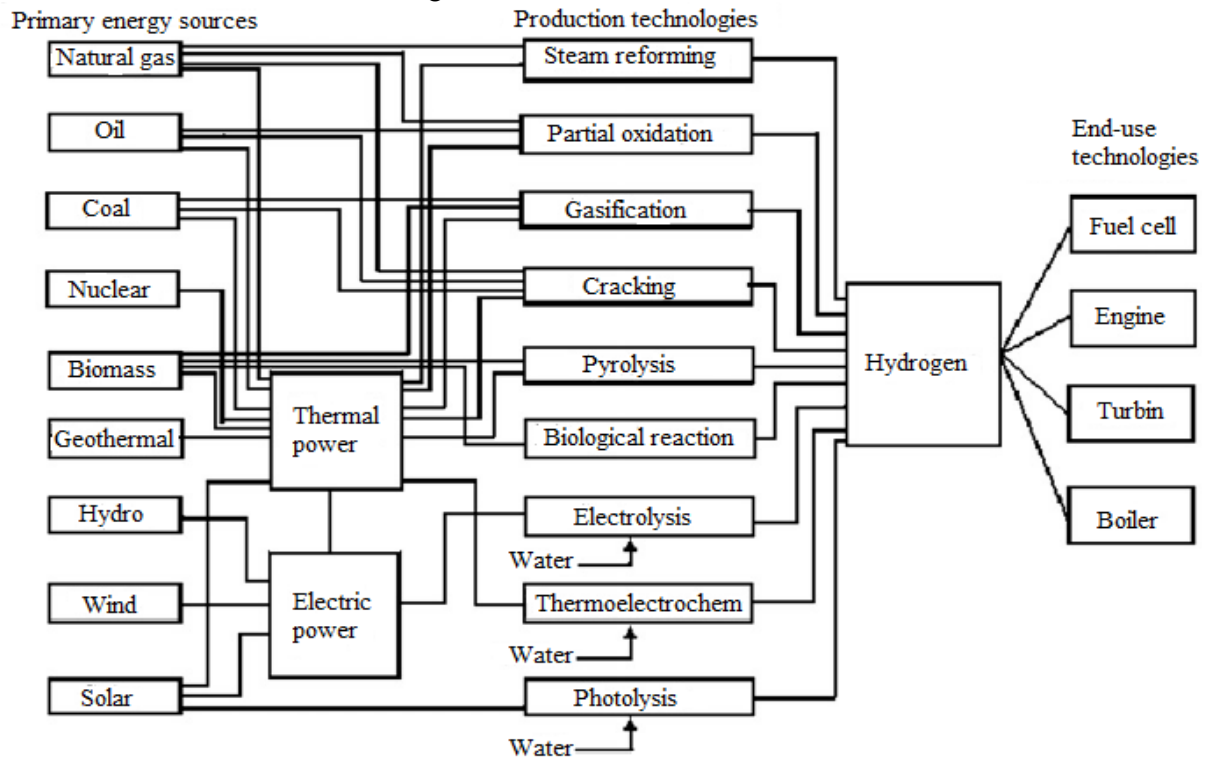 Primary energy sources
Natural gas
Oil
Coal
Nuclear
Biomass
Geothermal
Hydro
Wind
Solar
Thermal
power
Electric
power
Production technologies
Steam reforming
Partial oxidation
Gasification
Cracking
Pyrolysis
Biological reaction
Electrolysis
Water
Thermoelectrochem
Water
Photolysis
Water
Hydrogen
End-use
technologies
Fuel cell
Engine
Turbin
Boiler